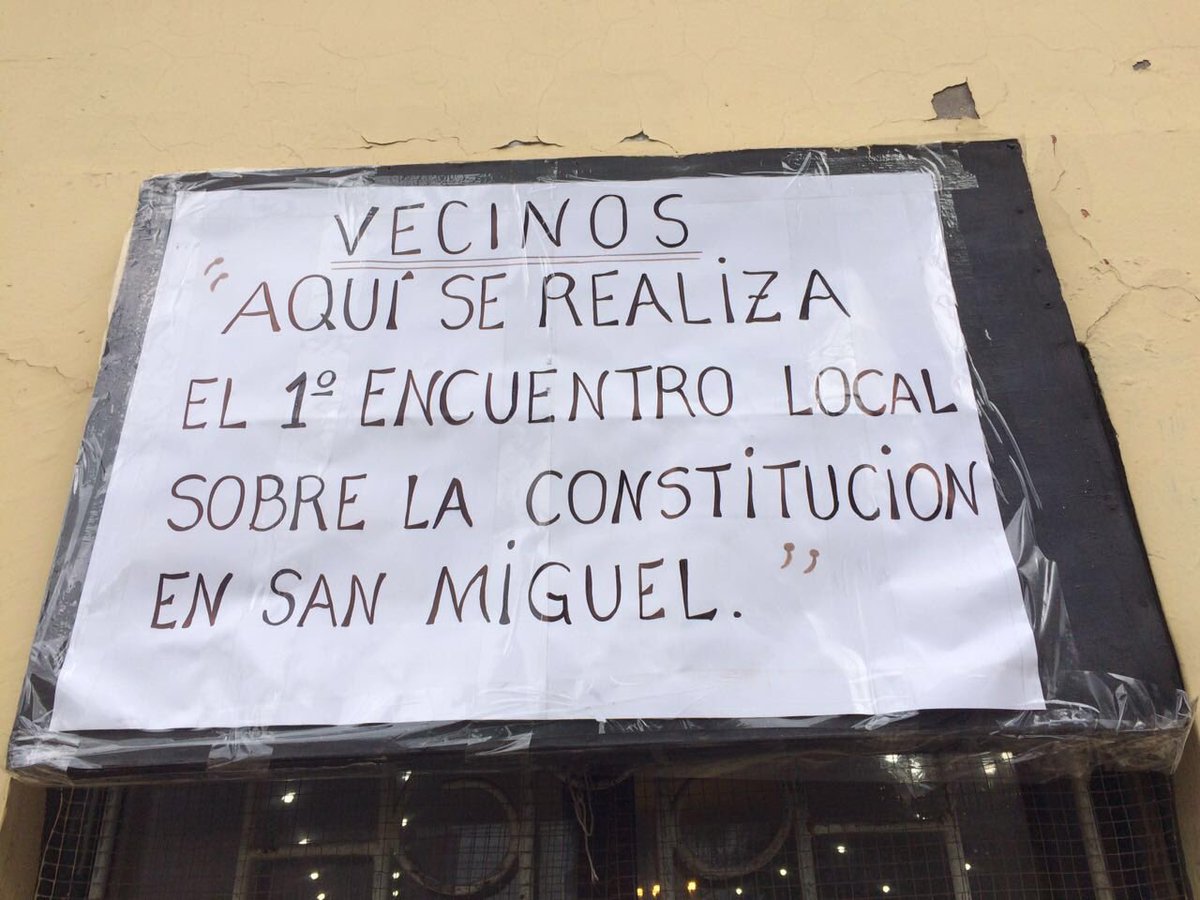 VECINOS
"AQUÍ SE REALIZA
EL 1º ENCUENTRO LOCAL
SOBRE LA CONSTITUCION
EN SAN MIGUEL."